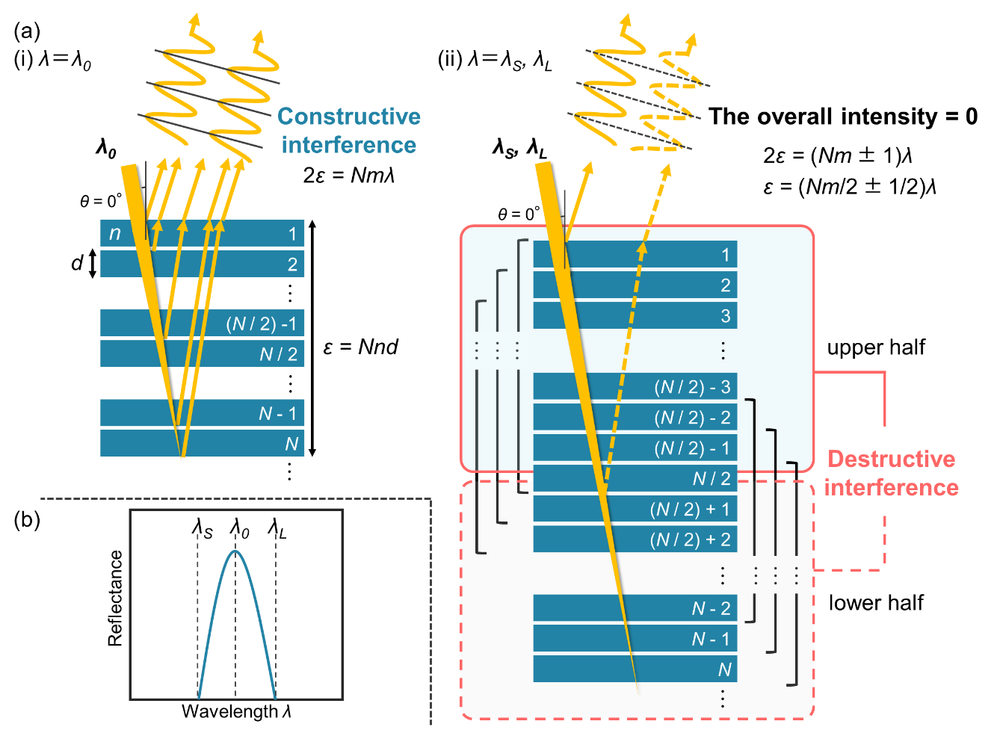 (a)
(i) λ＝λ0
Constructive
interference
2ε = Nmλ
λ0
θ = 0°
n
1
d
2
⋮
(N / 2) -1
N / 2
⋮
N - 1
N
⋮
ε = Nnd
(ii) λ＝λS, λL
The overall intensity = 0
2ε = (Nm ± 1)λ
ε = (Nm/2 ± 1/2)λ
λS, λL
θ = 0°
1
2
3
⋮ ⋮ ⋮
⋮
(N / 2) - 3
(N / 2) - 2
(N / 2) - 1
N / 2
(N / 2) + 1
(N / 2) + 2
⋮ ⋮ ⋮ ⋮
N - 2
N - 1
N
⋮
upper half
Destructive
interference
lower half
(b)
λS λ0 λL
Reflectance
Wavelength λ